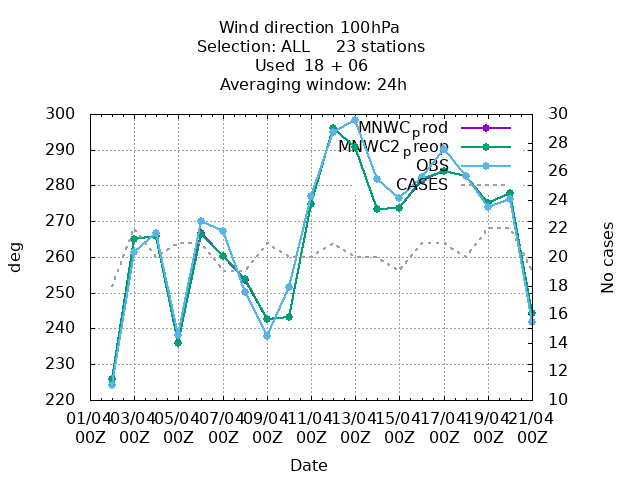 Wind direction 100hPa
Selection: ALL 23 stations
Used 18 + 06
Averaging window: 24h
300 30
290 28
280 26
270 24
260 22
250 20
240 18
230 16
220 14
12
10
MNWCprod
MNWC2preop
OBS
CASES
deg
No cases
01/04 03/04 05/04 07/04 09/04 11/04 13/04 15/04 17/04 19/04 21/04
00Z 00Z 00Z 00Z 00Z 00Z 00Z 00Z 00Z 00Z 00Z
Date